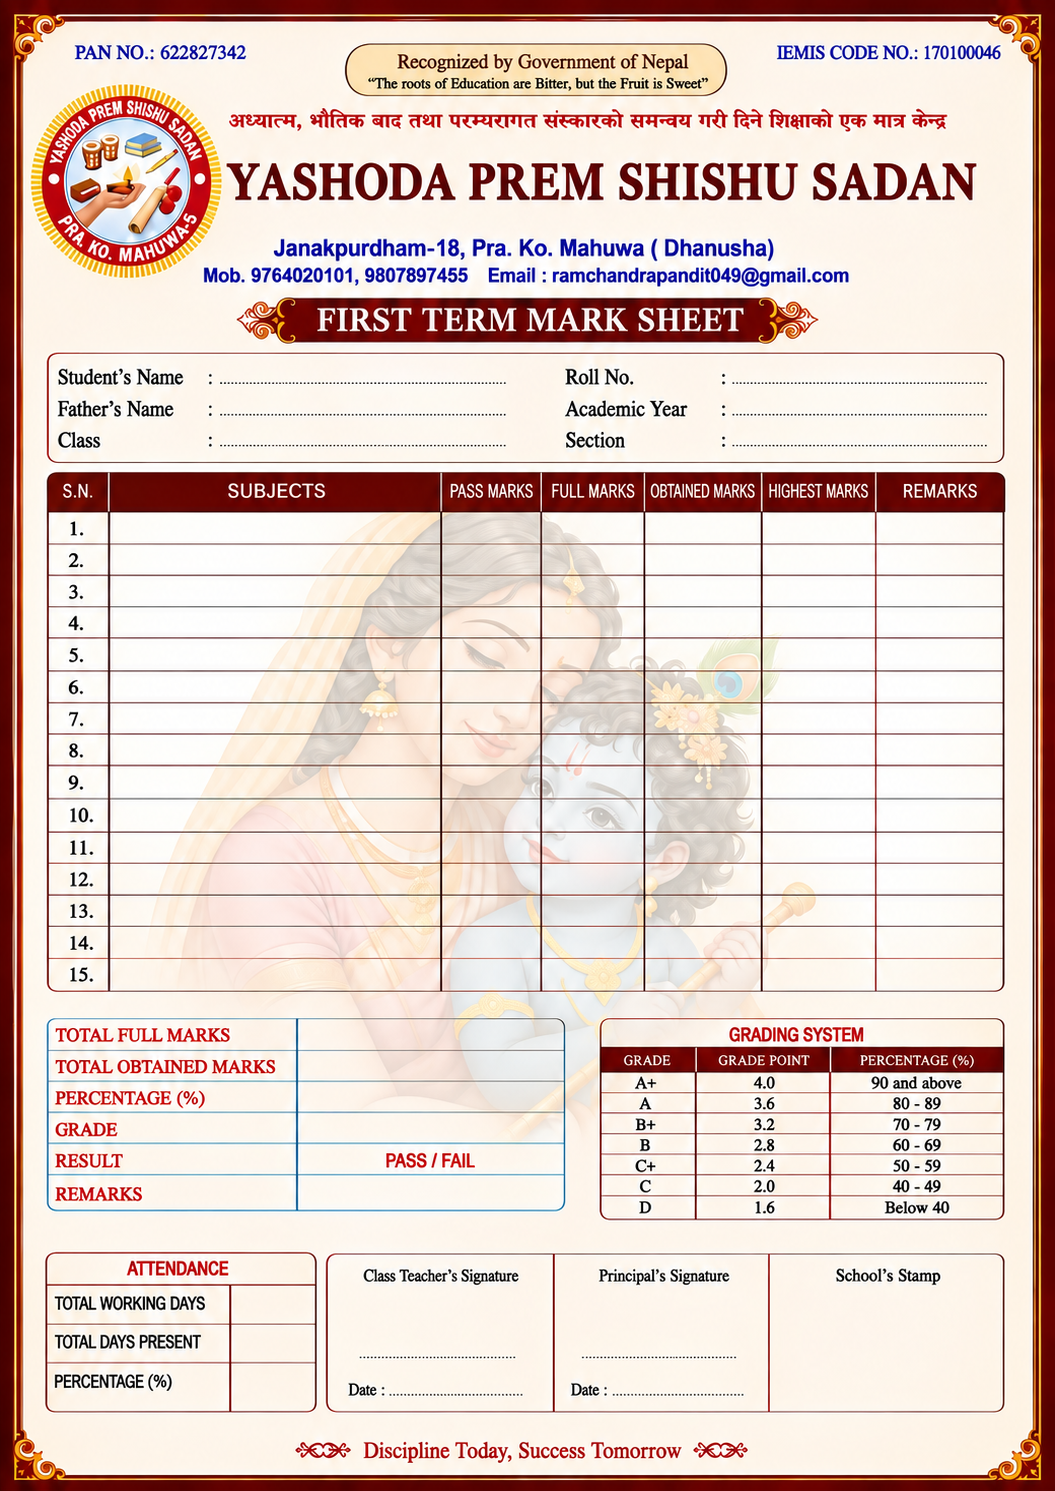 PAN NO.: 622827342
IEMIS CODE NO.: 170100046
Recognized by Government of Nepal
“The roots of Education are Bitter, but the Fruit is Sweet”
YASHODA PREM SHISHU SADAN
PRA. KO. MAHUWA-5
अध्यात्म, भौतिक बाद तथा परम्परागत संस्कारको समन्वय गरी दिने शिक्षाको एक मात्र केन्द्र
YASHODA PREM SHISHU SADAN
Janakpurdham-18, Pra. Ko. Mahuwa ( Dhanusha)
Mob. 9764020101, 9807897455 Email : ramchandrapandit049@gmail.com
FIRST TERM MARK SHEET
Student’s Name : Roll No. :
Father’s Name : Academic Year :
Class : Section :
S.N. SUBJECTS PASS MARKS FULL MARKS OBTAINED MARKS HIGHEST MARKS REMARKS
1.
2.
3.
4.
5.
6.
7.
8.
9.
10.
11.
12.
13.
14.
15.
TOTAL FULL MARKS
TOTAL OBTAINED MARKS
PERCENTAGE (%)
GRADE
RESULT PASS / FAIL
REMARKS
GRADING SYSTEM
GRADE GRADE POINT PERCENTAGE (%)
A+ 4.0 90 and above
A 3.6 80 - 89
B+ 3.2 70 - 79
B 2.8 60 - 69
C+ 2.4 50 - 59
C 2.0 40 - 49
D 1.6 Below 40
ATTENDANCE
TOTAL WORKING DAYS
TOTAL DAYS PRESENT
PERCENTAGE (%)
Class Teacher’s Signature Principal’s Signature School’s Stamp
Date : Date :
Discipline Today, Success Tomorrow